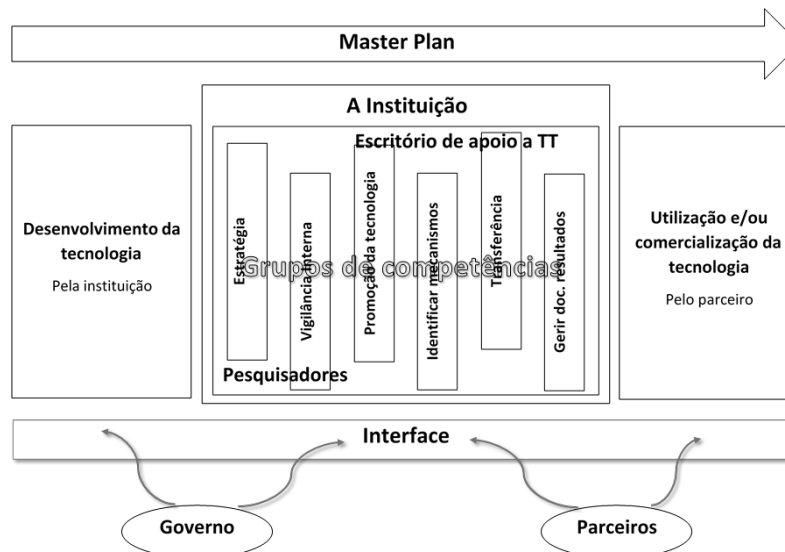 Master Plan
A Instituição
Escritório de apoio a TT
Desenvolvimento da
tecnologia
Pela instituição
Estratégia
Vigilância Interna
Promoção da tecnologia
Identificar mecanismos
Transferência
Gerir doc. resultados
Grupos de competências
Pesquisadores
Utilização e/ou
comercialização da
tecnologia
Pelo parceiro
Interface
Governo
Parceiros